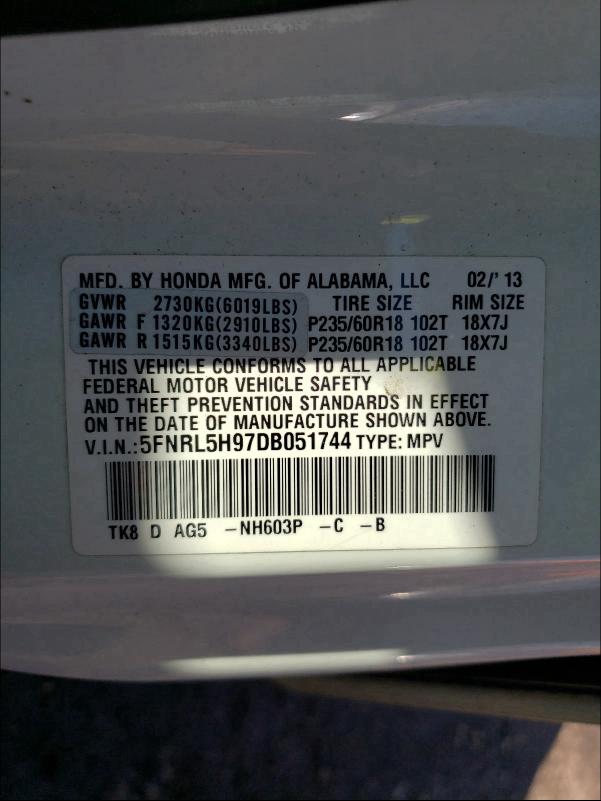 MFD. BY HONDA MFG. OF ALABAMA, LLC 02/' 13
GVWR 2730KG(6019LBS) TIRE SIZE RIM SIZE
GAWR F 1320KG(2910LBS) P235/60R18 102T 18X7J
GAWR R 1515KG(3340LBS) P235/60R18 102T 18X7J
THIS VEHICLE CONFORMS TO ALL APPLICABLE
FEDERAL MOTOR VEHICLE SAFETY
AND THEFT PREVENTION STANDARDS IN EFFECT
ON THE DATE OF MANUFACTURE SHOWN ABOVE.
V.I.N.:5FNRL5H97DB051744 TYPE: MPV
TK8 D AG5 -NH603P -C -B